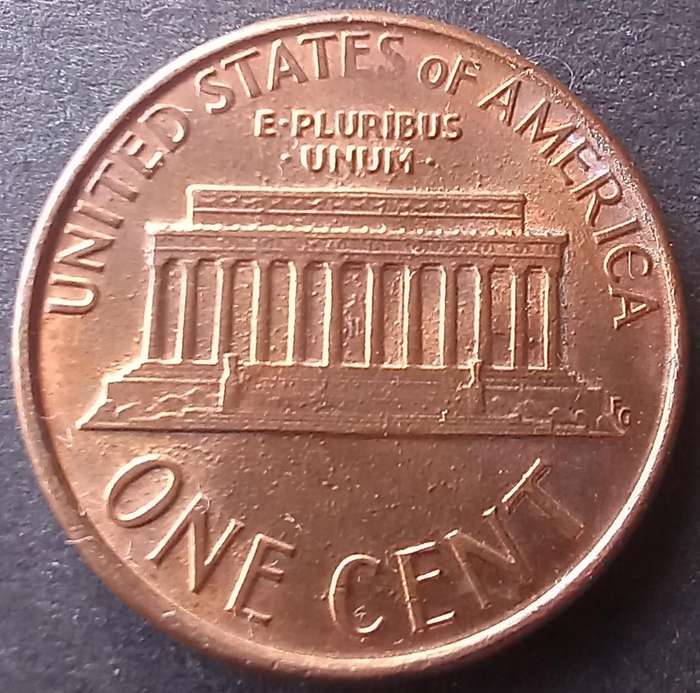 UNITED STATES OF AMERICA
E·PLURIBUS
·UNUM·
FG
ONE CENT